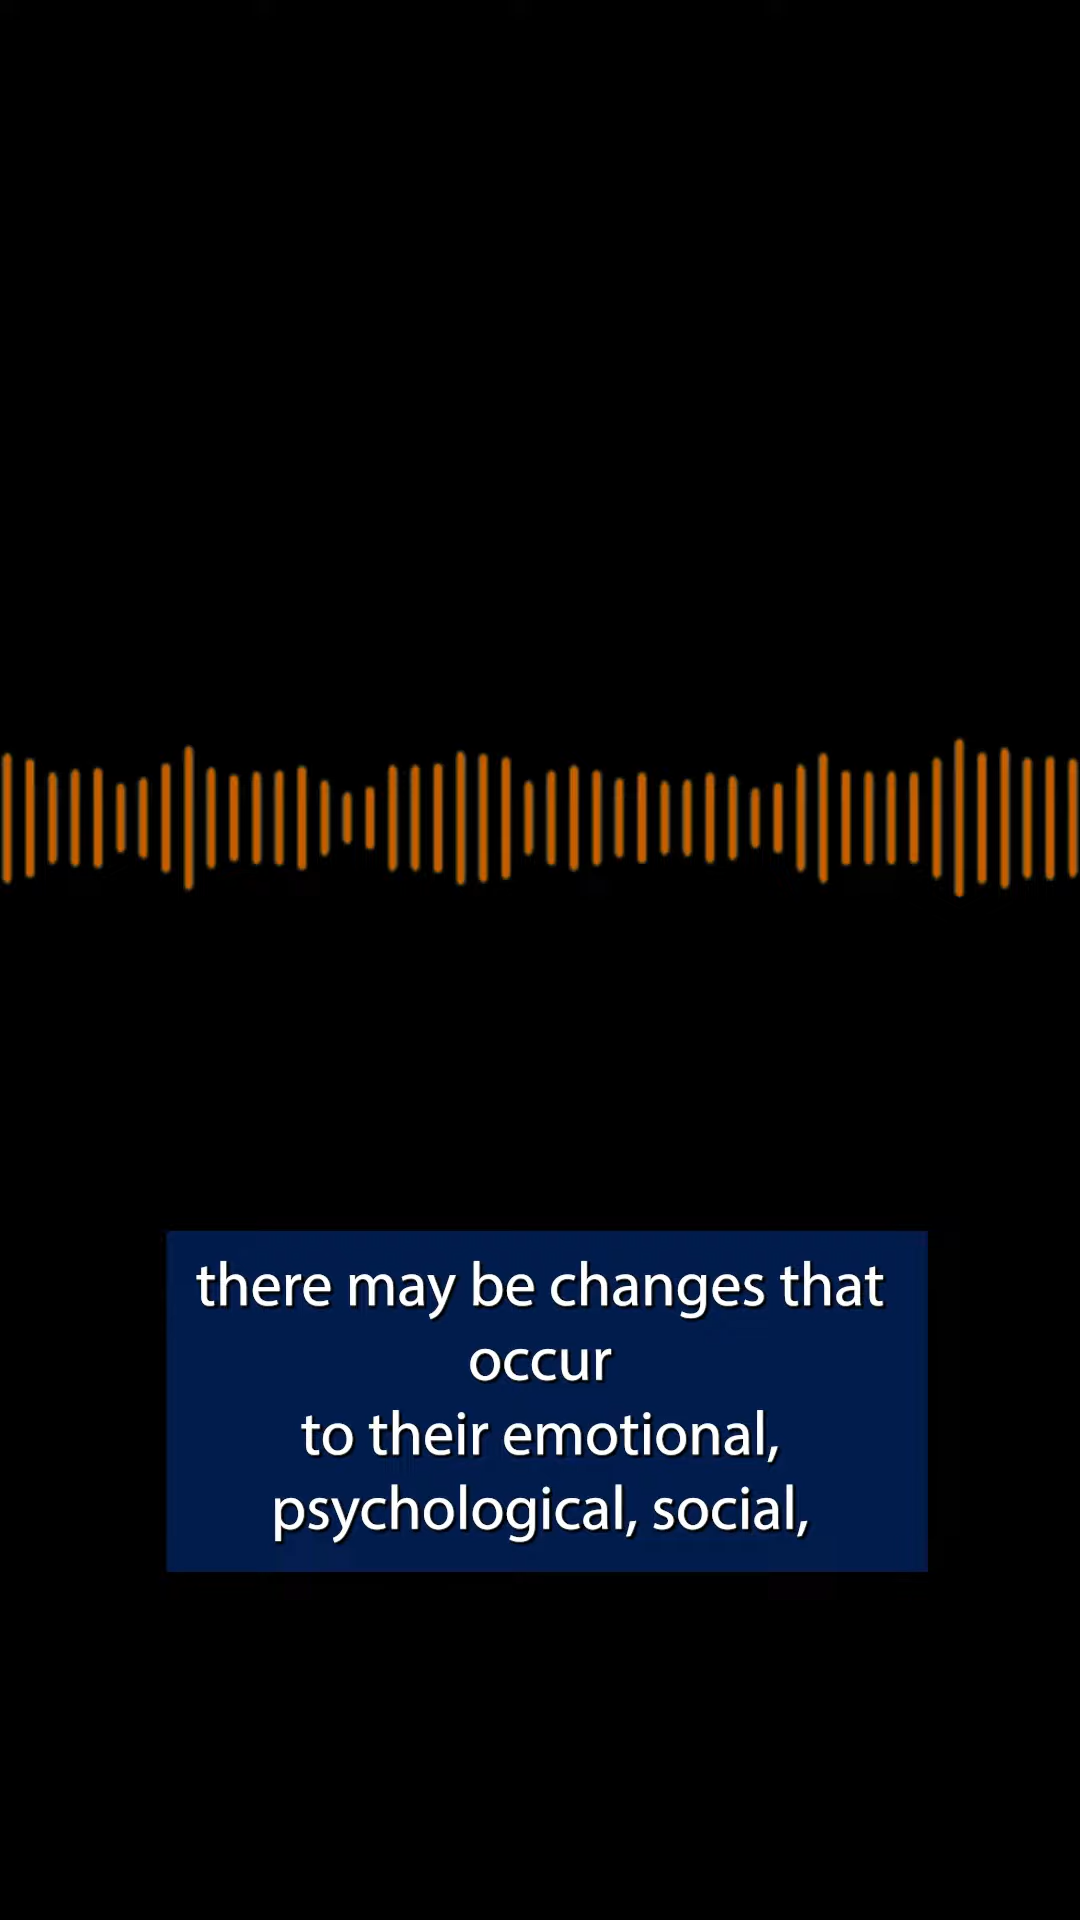 there may be changes that
occur
to their emotional,
psychological, social,